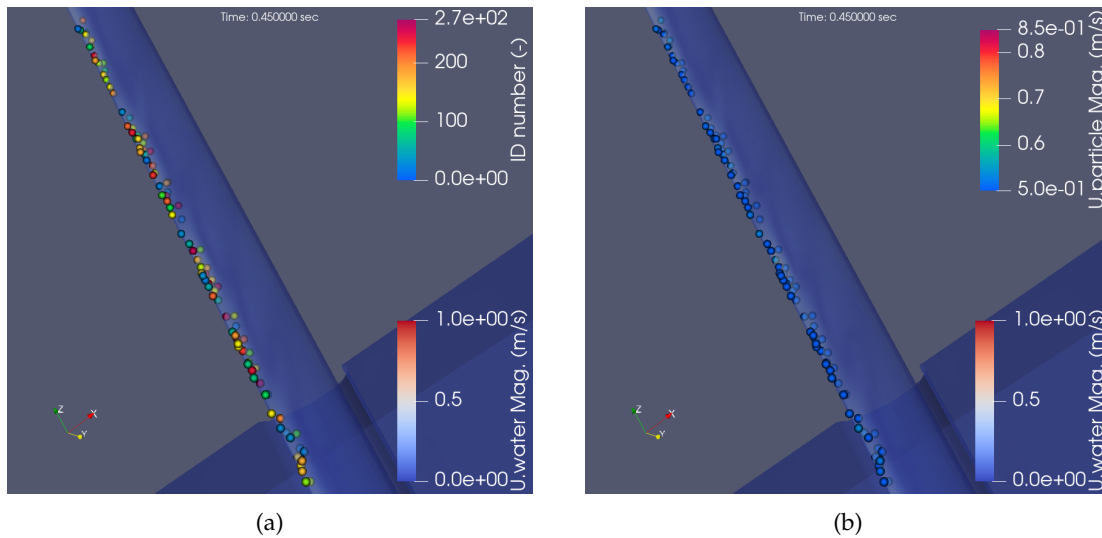 Time: 0.450000 sec
2.7e+02
200
100
0.0e+00
ID number (-)
1.0e+00
0.5
0.0e+00
U.water Mag. (m/s)
Z
X
Y
(a)
Time: 0.450000 sec
8.5e-01
0.8
0.7
0.6
5.0e-01
U.particle Mag. (m/s)
1.0e+00
0.5
0.0e+00
U.water Mag. (m/s)
Z
X
Y
(b)